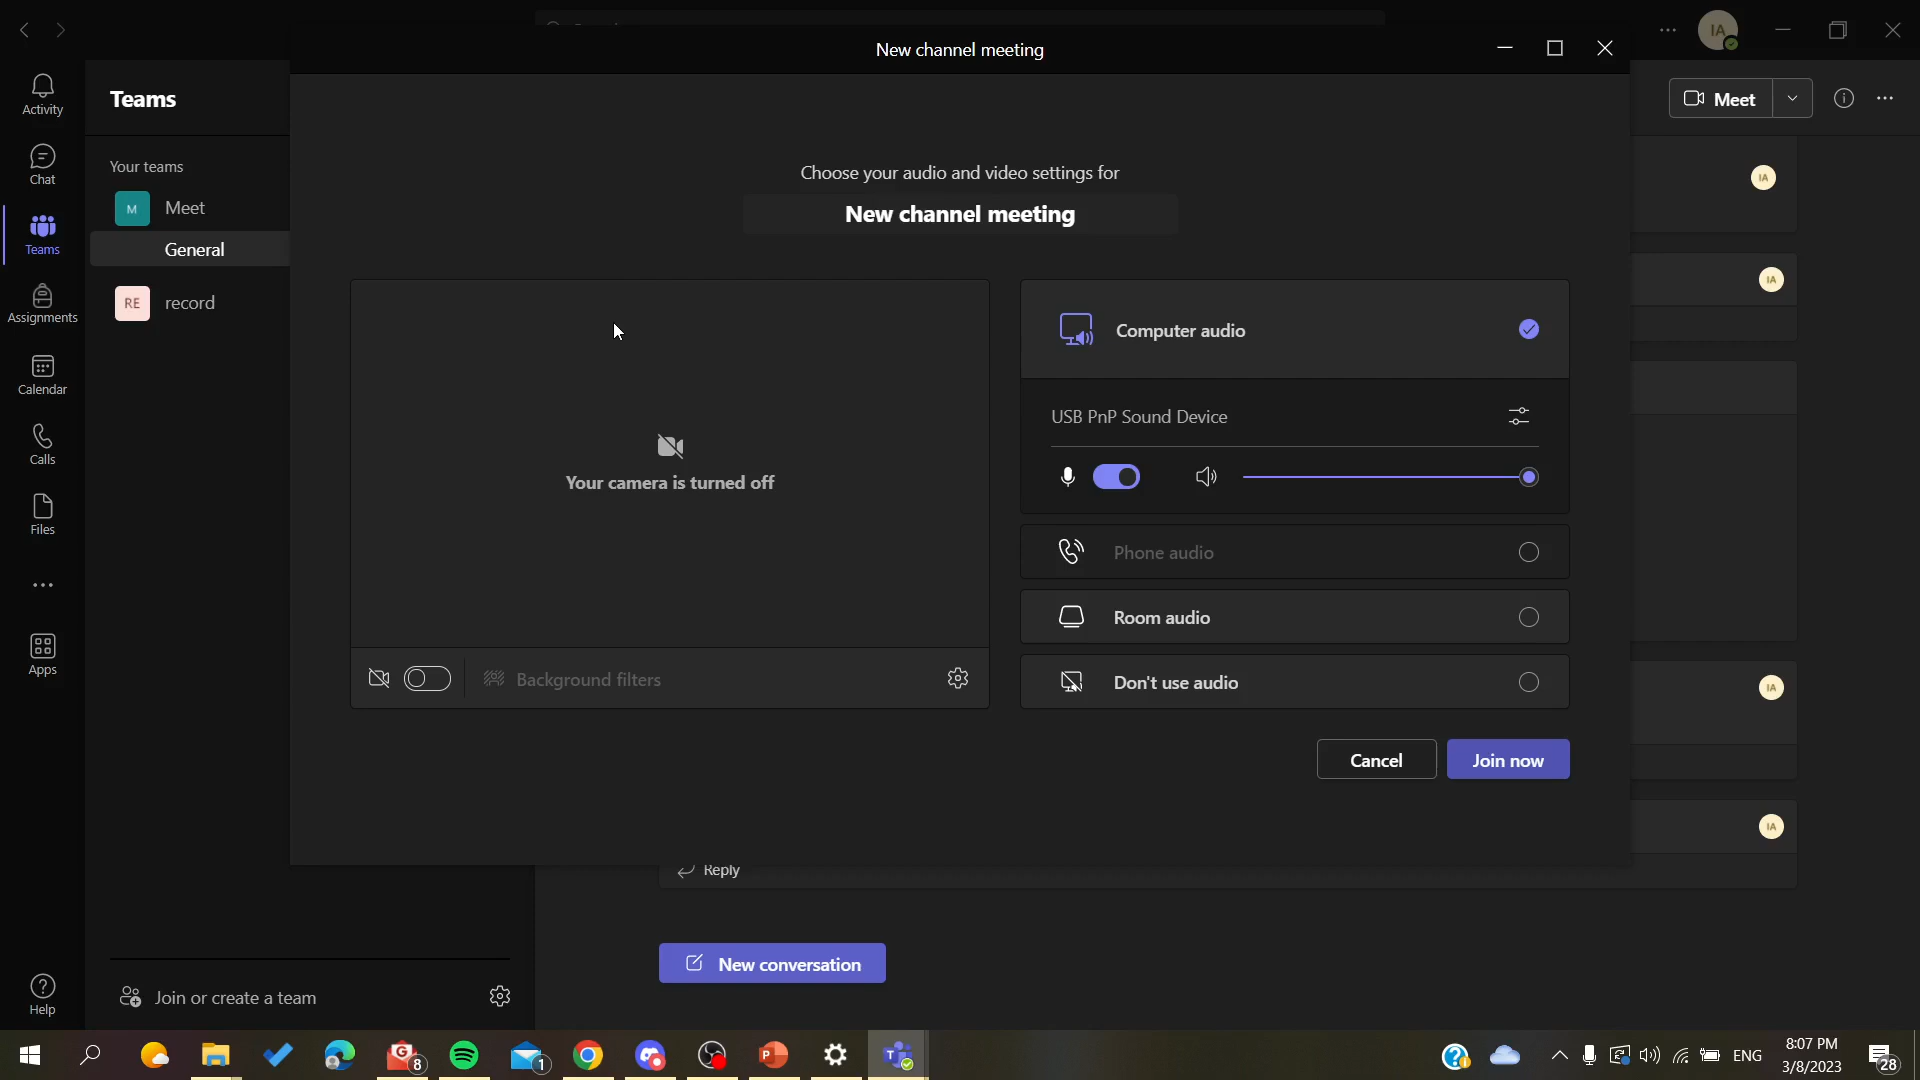 New channel meeting
IA
Activity
Teams
Meet
Your teams
Chat
IA
M Meet
Teams
General
Choose your audio and video settings for
New channel meeting
IA
Assignments
RE record
Computer audio
Calendar
USB PnP Sound Device
Calls
Your camera is turned off
Files
Phone audio
Room audio
Apps
Background filters
Don't use audio
IA
Cancel
Join now
IA
Reply
New conversation
Join or create a team
Help
G
8
1
P
T
ENG
8:07 PM
3/8/2023
28